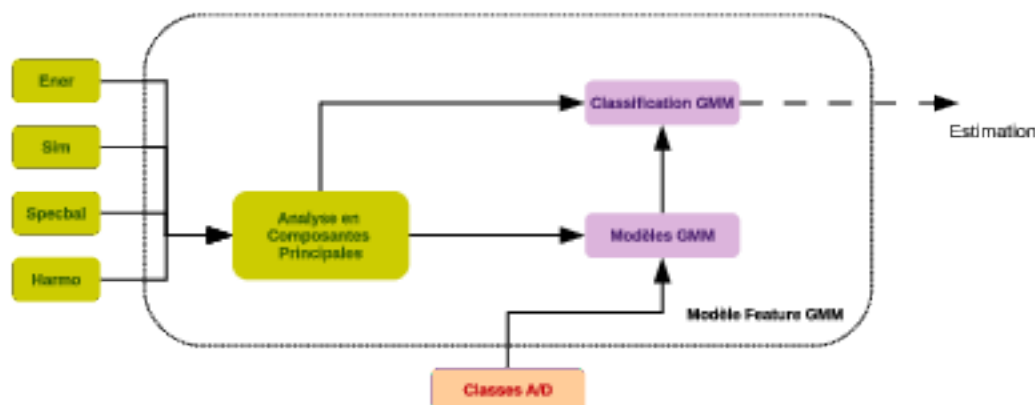 Ener
Sim
Specbal
Harmo
Analyse en
Composantes
Principales
Classification GMM
Modèles GMM
Estimation
Modèle Feature GMM
Classes A/D